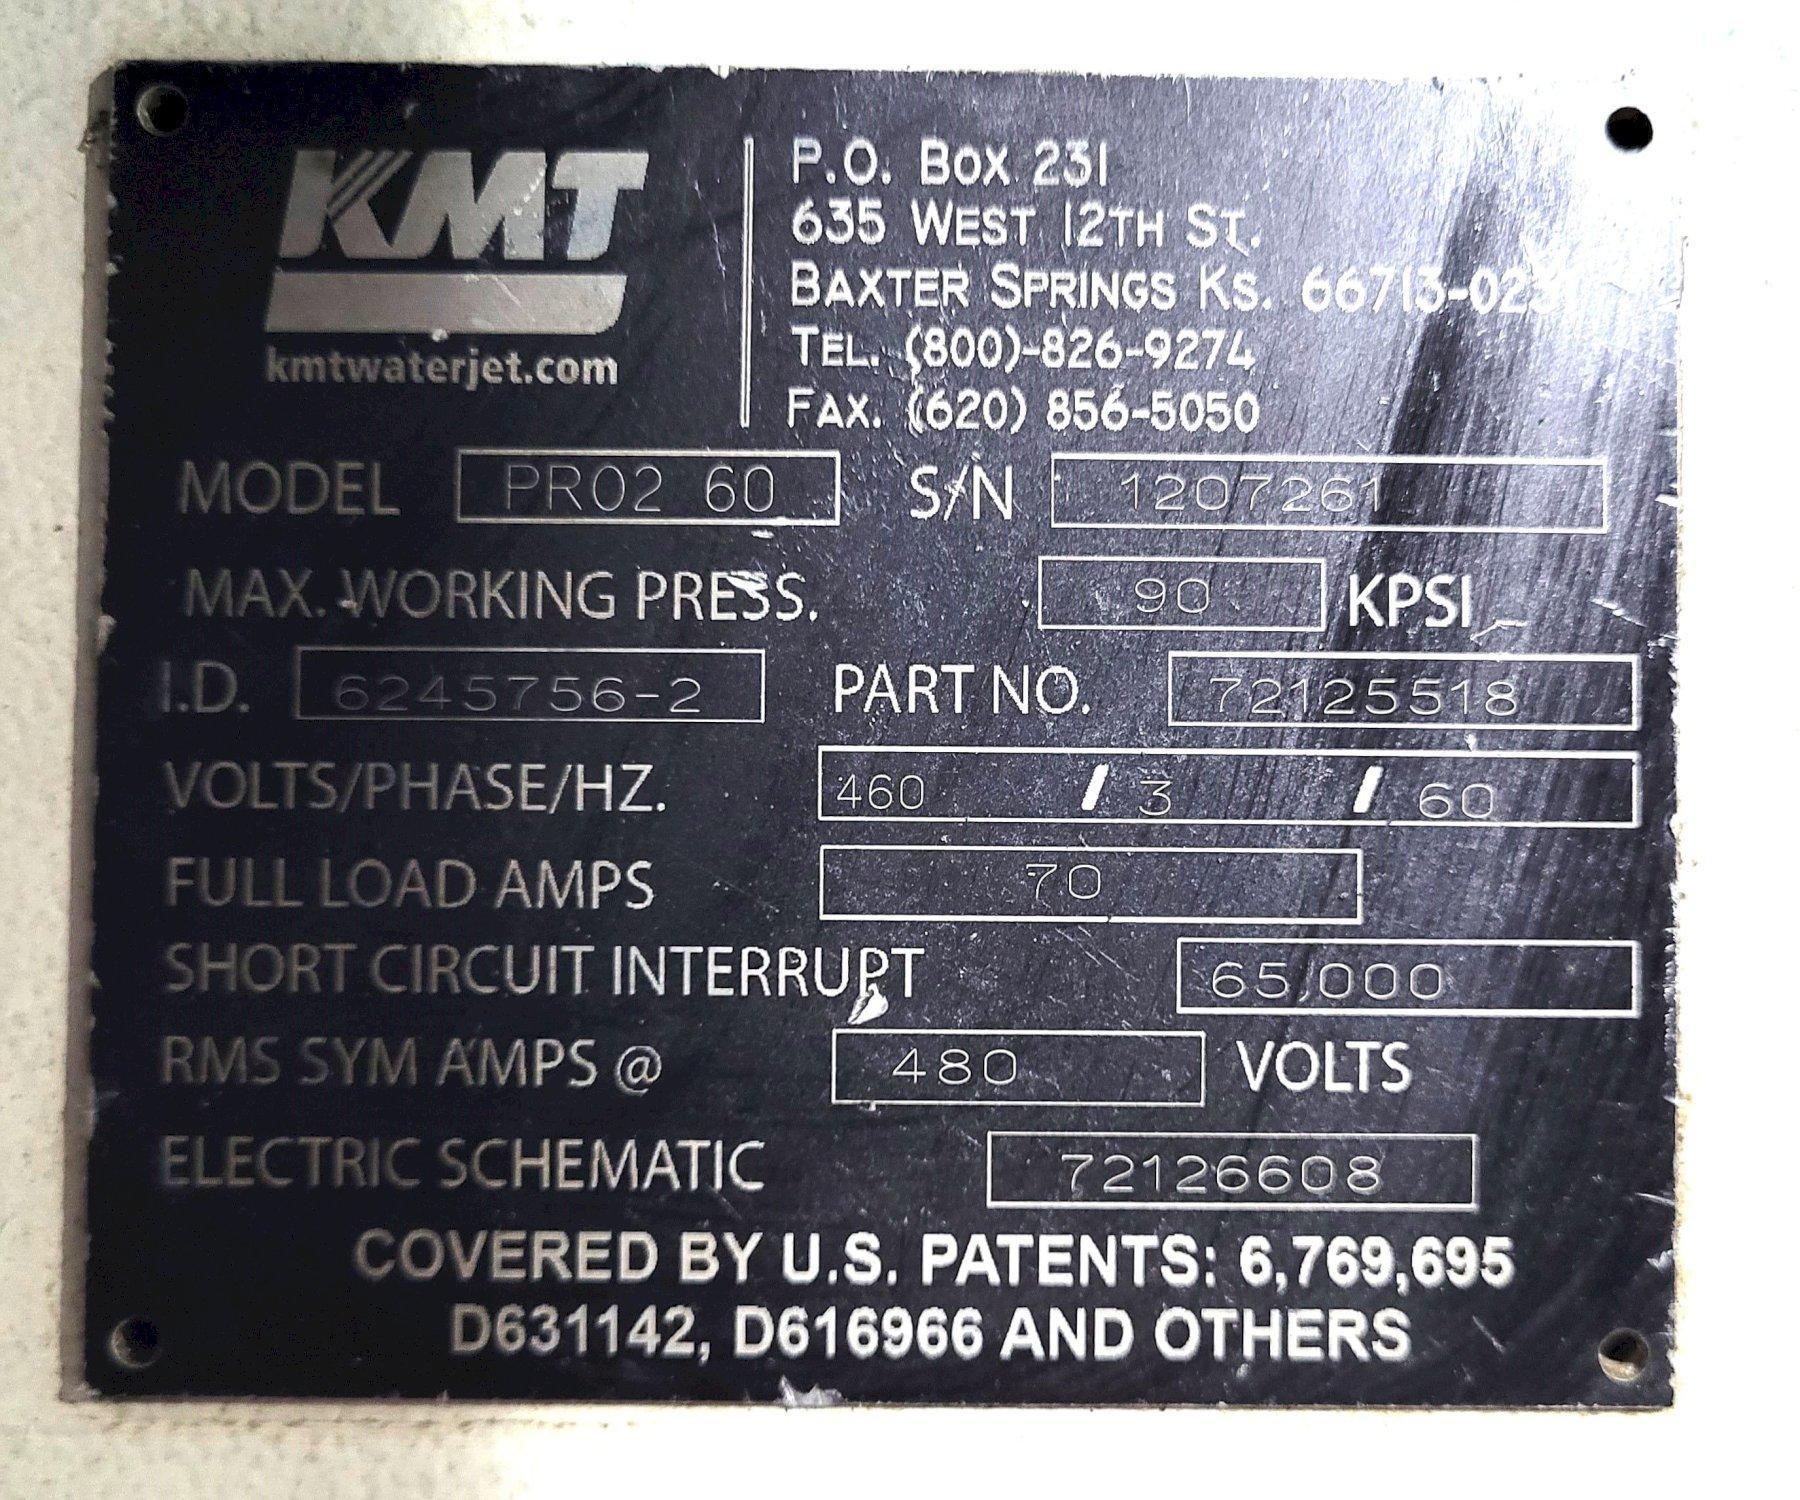 KMT
kmtwaterjet.com
P.O. BOX 231
635 WEST 12TH ST.
BAXTER SPRINGS KS. 66713-0231
TEL. (800)-826-9274
FAX. (620) 856-5050
MODEL PRO2 60 S/N 1207261
MAX. WORKING PRESS. 90 KPSI
I.D. 6245756-2 PART NO. 72125518
VOLTS/PHASE/HZ. 460 / 3 / 60
FULL LOAD AMPS 70
SHORT CIRCUIT INTERRUPT 65,000
RMS SYM AMPS @ 480 VOLTS
ELECTRIC SCHEMATIC 72126608
COVERED BY U.S. PATENTS: 6,769,695
D631142, D616966 AND OTHERS